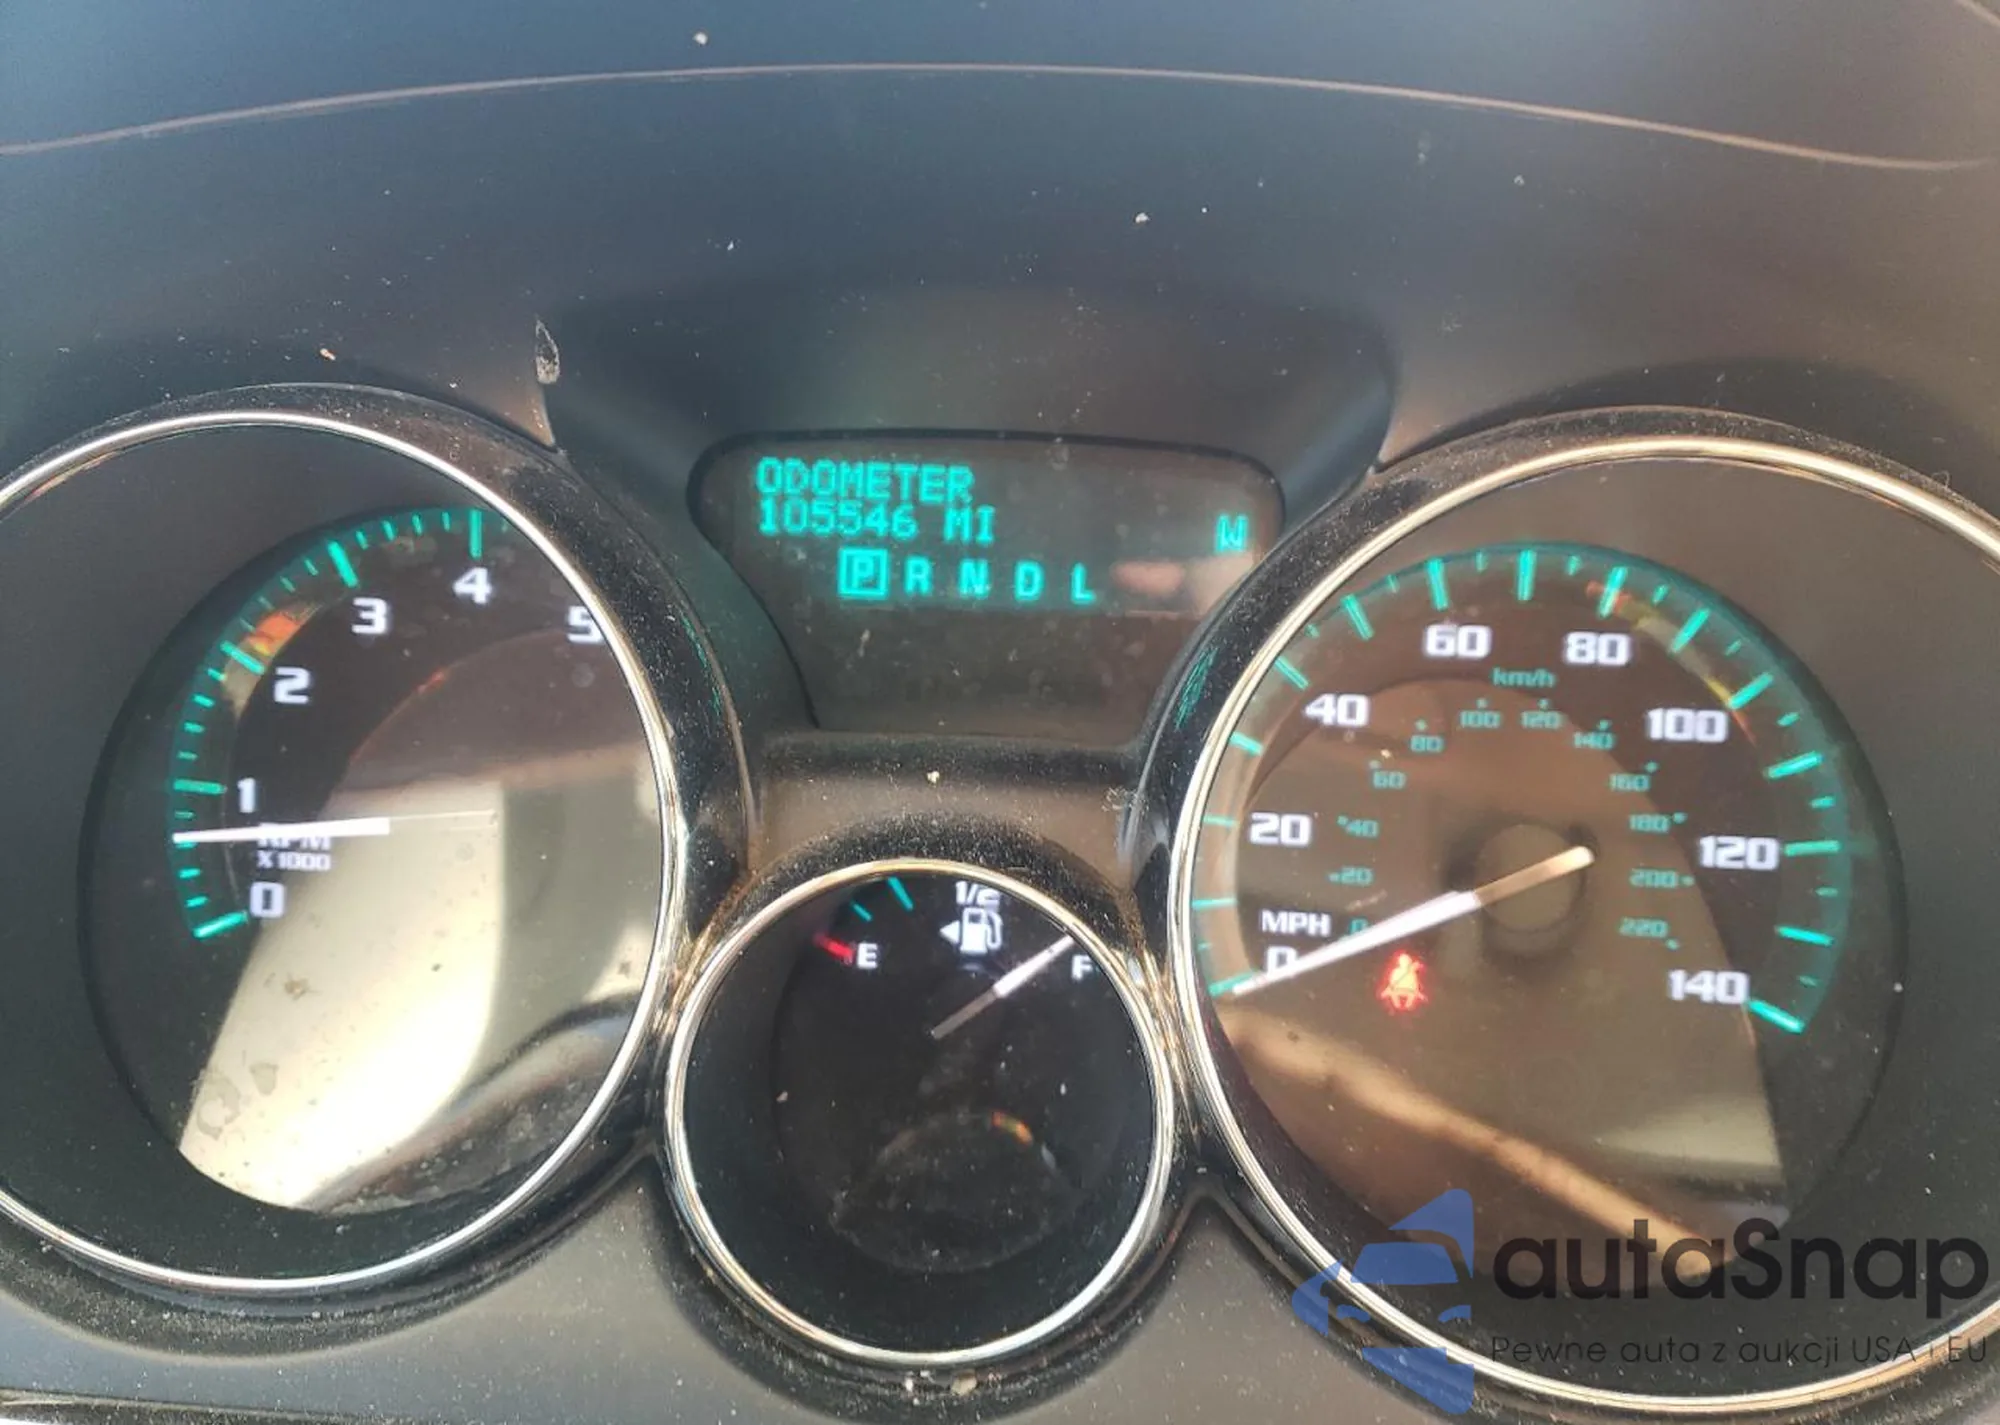 ODOMETER
105546 MI
W
P R N D L
0
1
2
3
4
5
RPM
X1000
E
1/2
F
MPH
0
20
40
60
80
100
120
140
km/h
0
20
40
60
80
100
120
140
160
180
200
220
autaSnap
Pewne auta z aukcji USA i EU